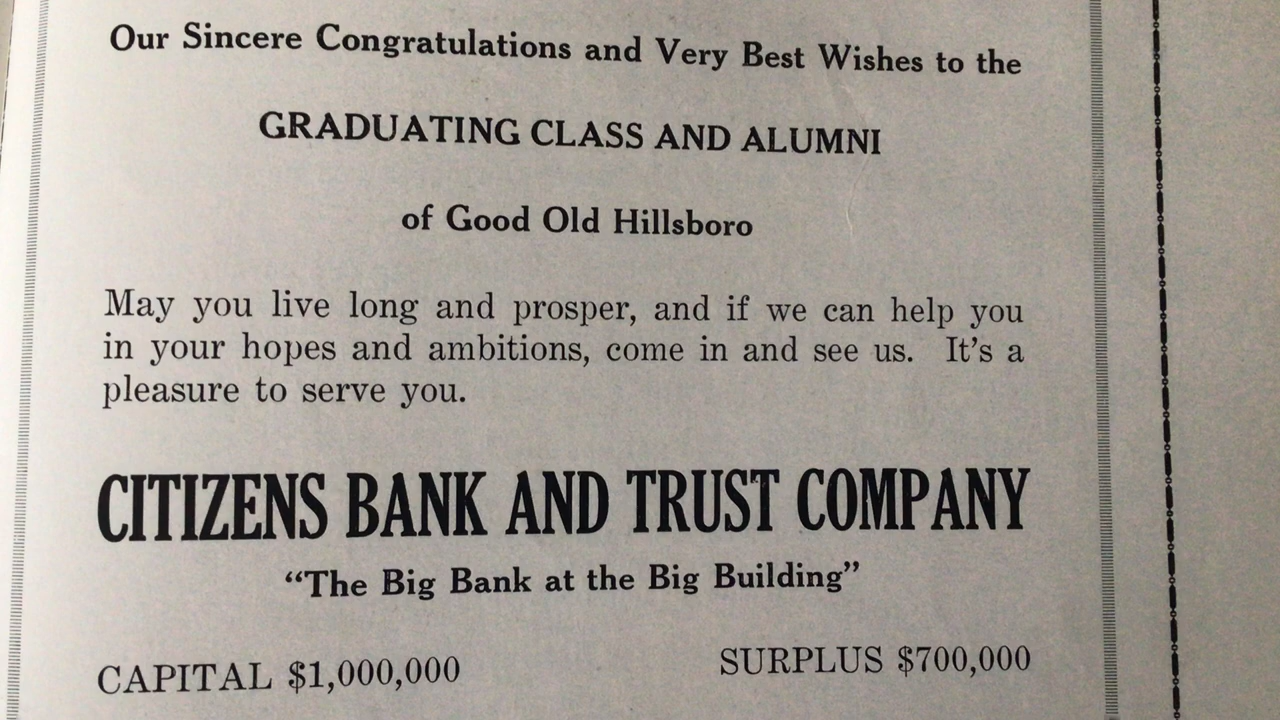 Our Sincere Congratulations and Very Best Wishes to the
GRADUATING CLASS AND ALUMNI
of Good Old Hillsboro
May you live long and prosper, and if we can help you
in your hopes and ambitions, come in and see us. It's a
pleasure to serve you.
CITIZENS BANK AND TRUST COMPANY
“The Big Bank at the Big Building”
CAPITAL $1,000,000 SURPLUS $700,000